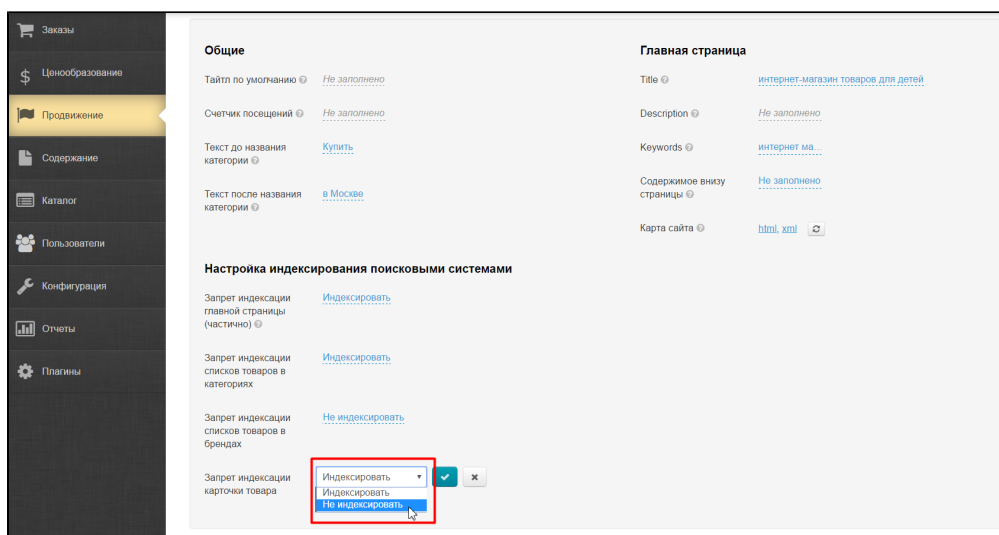 Заказы
Ценообразование
Продвижение
Содержание
Каталог
Пользователи
Конфигурация
Отчеты
Плагины
Общие
Тайтл по умолчанию Не заполнено
Счетчик посещений Не заполнено
Текст до названия Купить
категории
Текст после названия в Москве
категории
Главная страница
Title интернет-магазин товаров для детей
Description Не заполнено
Keywords интернет ма...
Содержимое внизу Не заполнено
страницы
Карта сайта html, xml
Настройка индексирования поисковыми системами
Запрет индексации Индексировать
главной страницы
(частично)
Запрет индексации Индексировать
списков товаров в
категориях
Запрет индексации Не индексировать
списков товаров в
брендах
Запрет индексации Индексировать
карточки товара
Индексировать
Не индексировать